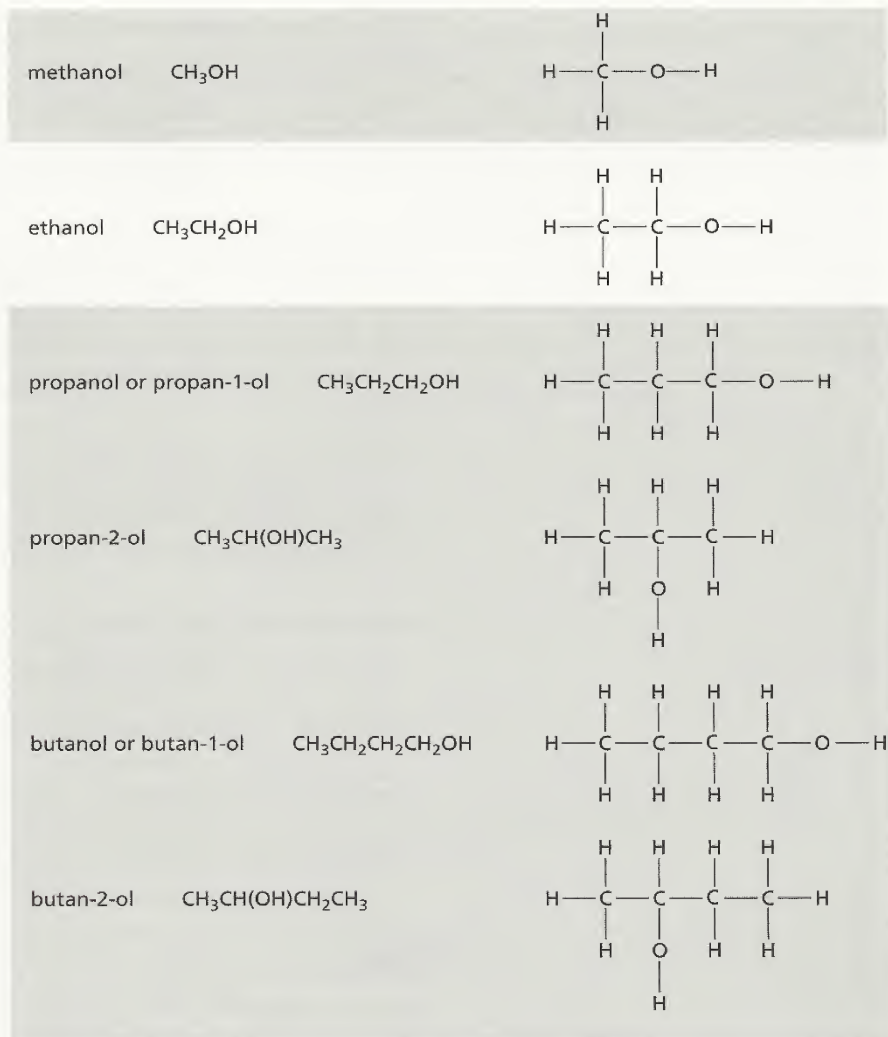 methanol CH₃OH
H
H—C—O—H
H
ethanol CH₃CH₂OH
H H
H—C—C—O—H
H H
propanol or propan-1-ol CH₃CH₂CH₂OH
H H H
H—C—C—C—O—H
H H H
propan-2-ol CH₃CH(OH)CH₃
H H H
H—C—C—C—H
H O H
H
butanol or butan-1-ol CH₃CH₂CH₂CH₂OH
H H H H
H—C—C—C—C—O—H
H H H H
butan-2-ol CH₃CH(OH)CH₂CH₃
H H H H
H—C—C—C—C—H
H O H H
H